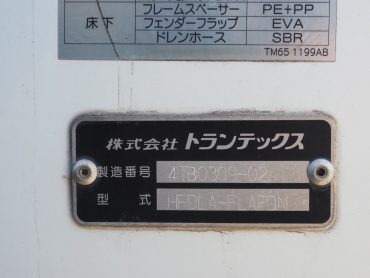 フレームスペーサー PE+PP
床下 フェンダーフラップ EVA
ドレンホース SBR
TM65 1199AB
株式会社 トランテックス
製造番号 4TB0309-02
型式